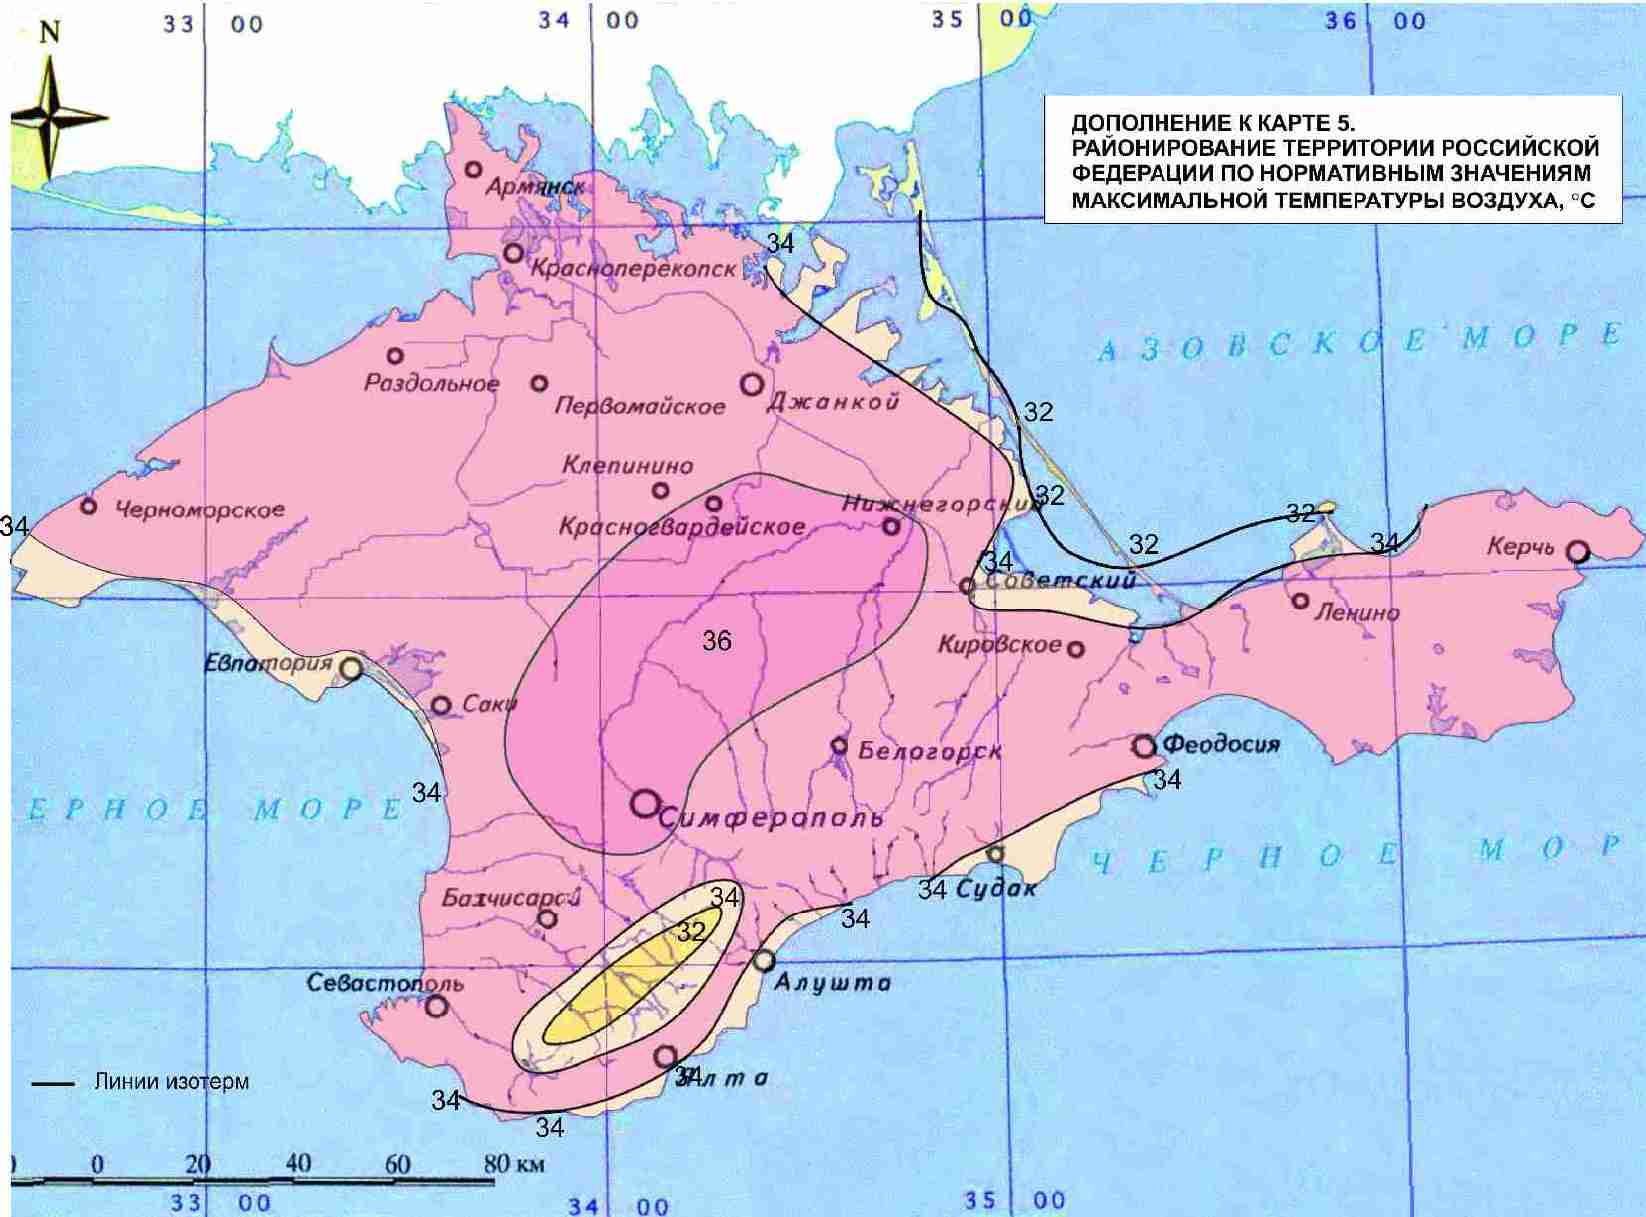 33 00
34 00
35 00
36 00
N
ДОПОЛНЕНИЕ К КАРТЕ 5.
РАЙОНИРОВАНИЕ ТЕРРИТОРИИ РОССИЙСКОЙ
ФЕДЕРАЦИИ ПО НОРМАТИВНЫМ ЗНАЧЕНИЯМ
МАКСИМАЛЬНОЙ ТЕМПЕРАТУРЫ ВОЗДУХА, °С
Армянск
34
Красноперекопск
АЗОВСКОЕ МОРЕ
Раздольное
Первомайское
Джанкой
32
Клепинино
Черноморское
34
Красногвардейское
Нижнегорский
32
32
32
34
Керчь
34
Советский
Ленино
36
Кировское
Евпатория
Саки
Белогорск
Феодосия
34
34
ЕРНОЕ МОРЕ
Симферополь
ЧЕРНОЕ МОР
Бахчисарай
34
34 Судак
34
32
Севастополь
Алушта
34
Ялта
Линии изотерм
34
34
0 20 40 60 80 км
33 00
34 00
35 00